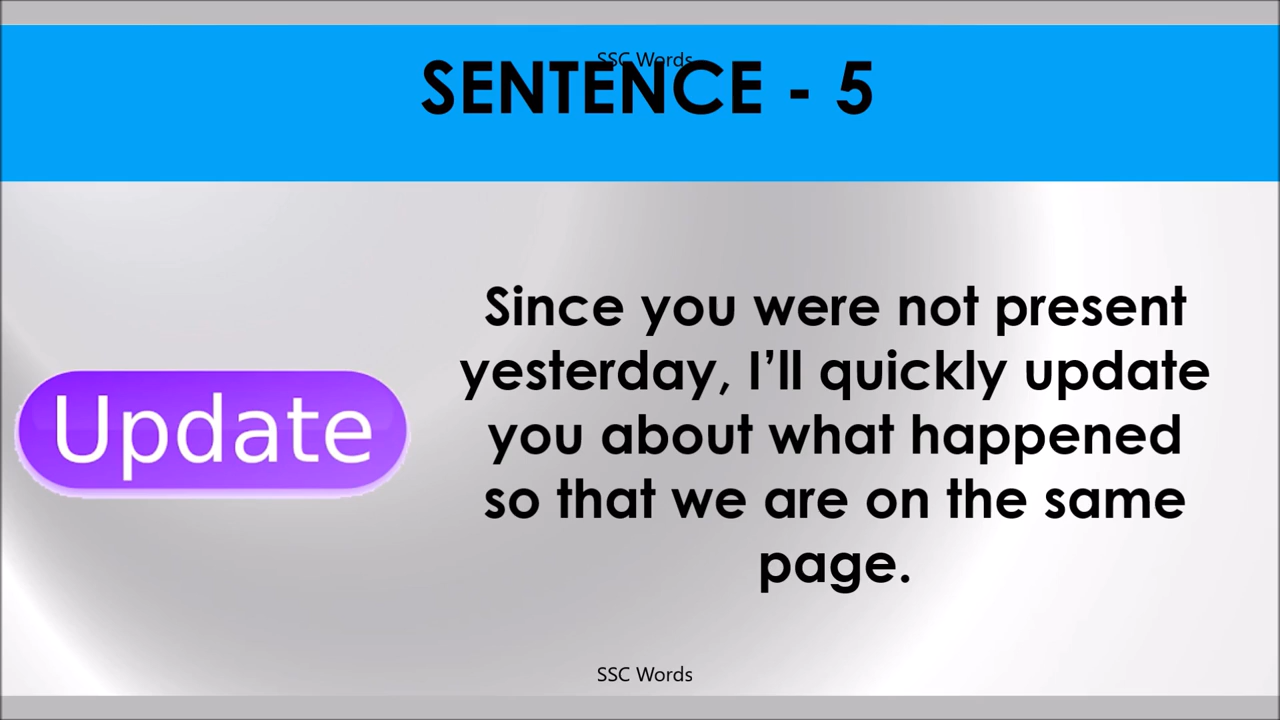 SSC Words
SENTENCE - 5
Since you were not present
yesterday, I’ll quickly update
you about what happened
so that we are on the same
page.
Update
SSC Words